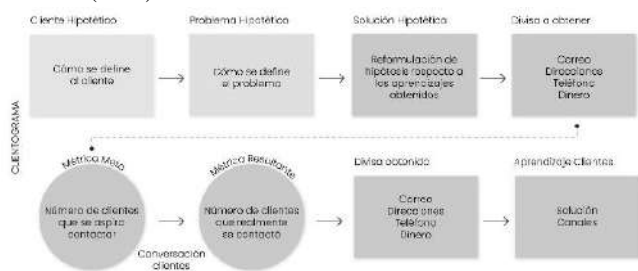 Cliente Hipotético
Problema Hipotético
Solución Hipotética
Divisa a obtener
Cómo se define
al cliente
Cómo se define
el problema
Reformulación de
hipótesis respecto a
los aprendizajes
obtenidos
Correo
Direcciones
Teléfono
Dinero
CLIENTOGRAMA
Métrica Meta
Métrica Resultante
Divisa obtenida
Aprendizaje Clientes
Número de clientes
que se aspira
contactar
Conversación
clientes
Número de clientes
que realmente
se contactó
Correo
Direcciones
Teléfono
Dinero
Solución
Canales